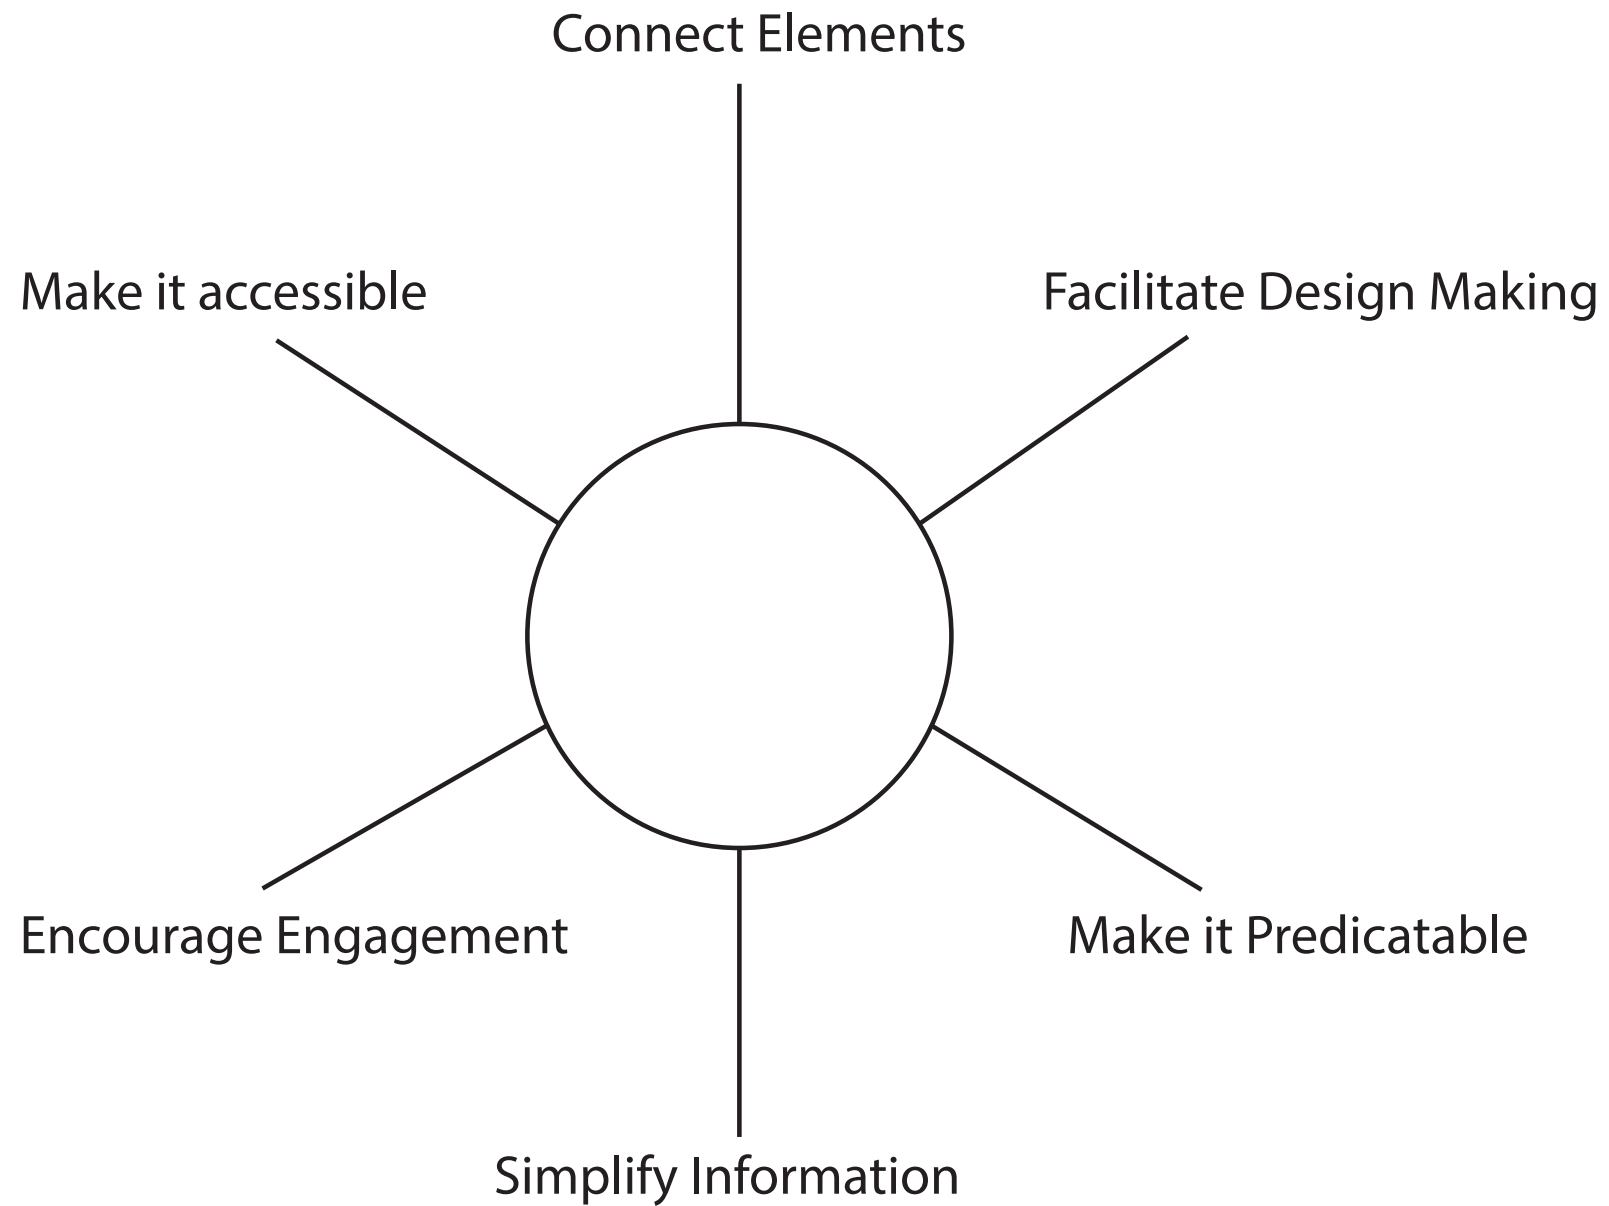 Connect Elements
Make it accessible
Facilitate Design Making
Encourage Engagement
Make it Predicatable
Simplify Information